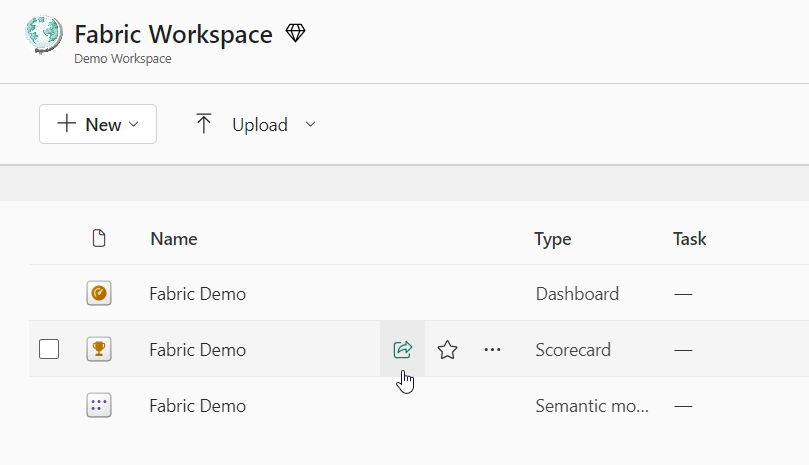 Fabric Workspace
Demo Workspace
New Upload
Name Type Task
Fabric Demo Dashboard —
Fabric Demo Scorecard —
Fabric Demo Semantic mo... —